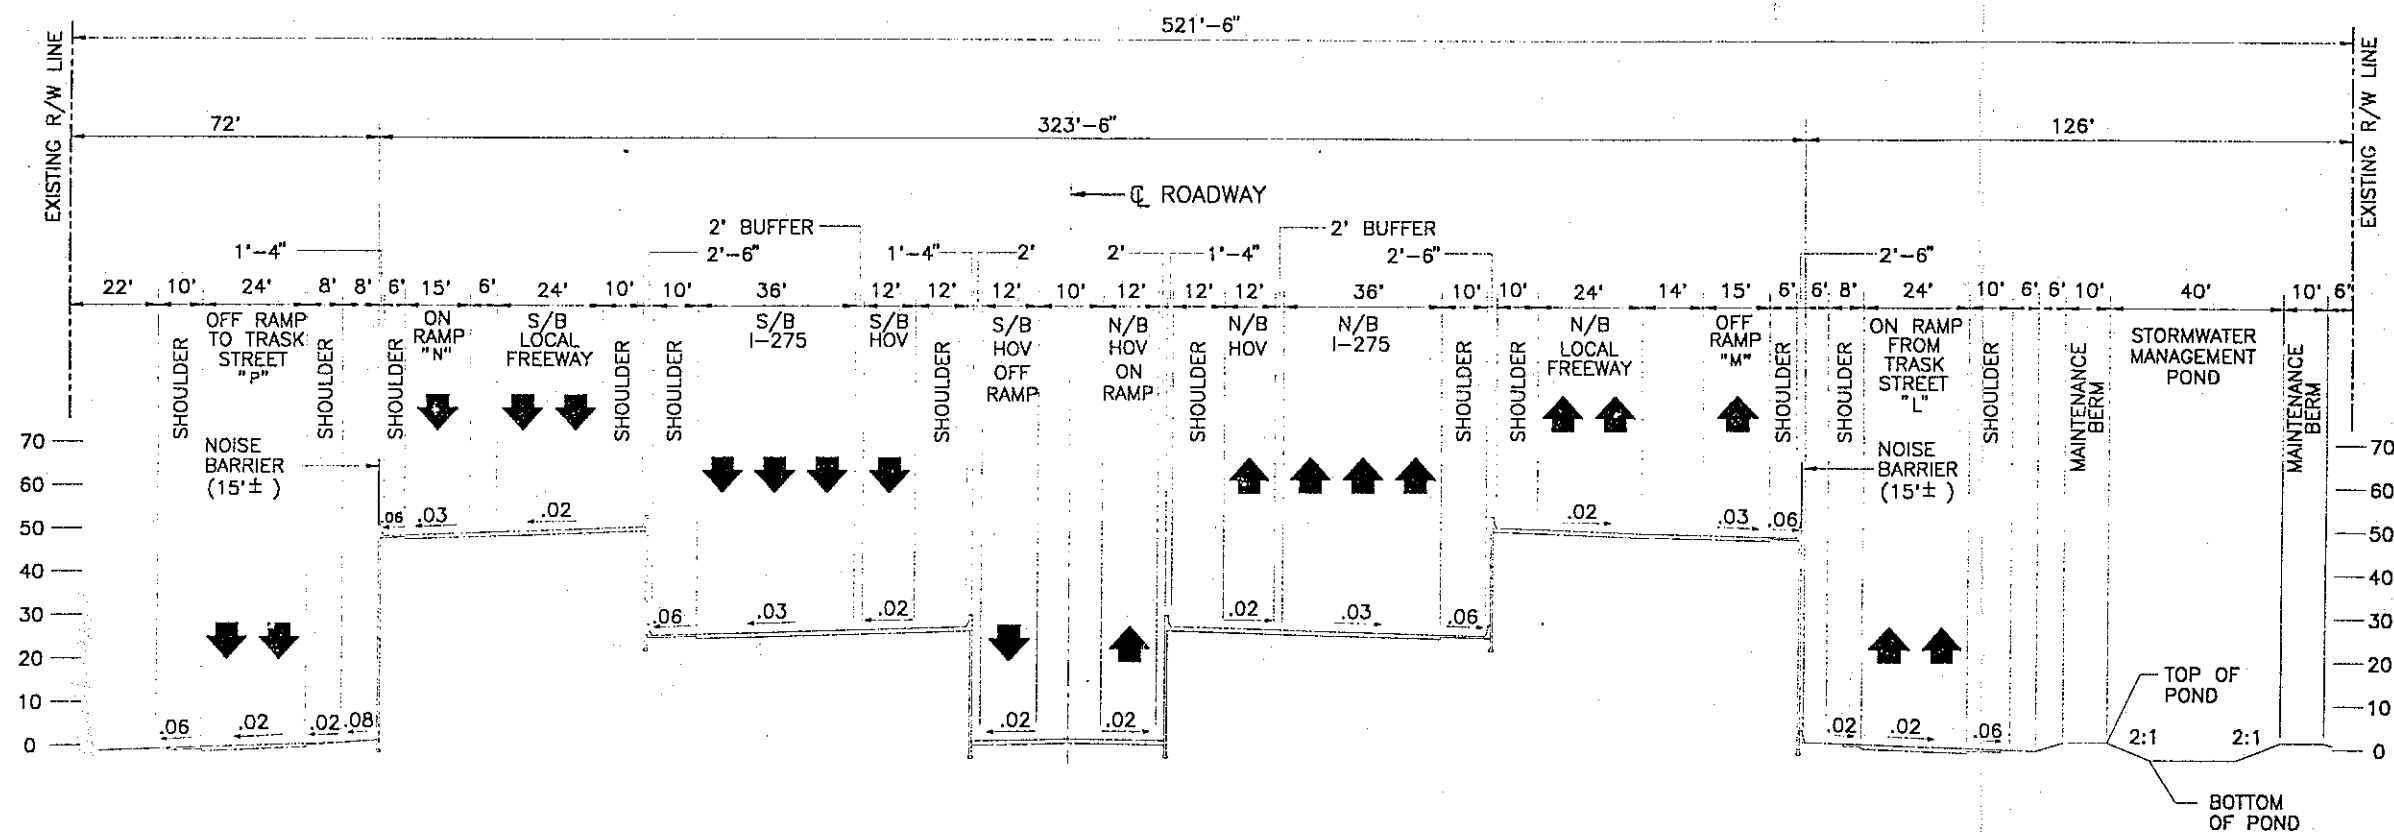 521'-6"
EXISTING R/W LINE
72'
323'-6"
126'
EXISTING R/W LINE
℄ ROADWAY
2' BUFFER
2' BUFFER
1'-4"
2'-6"
1'-4"
2'
2'
1'-4"
2'-6"
2'-6"
22' 10' 24' 8' 8' 6' 15' 6' 24' 10' 10' 36' 12' 12' 12' 10' 12' 12' 12' 36' 10' 10' 24' 14' 15' 6' 6' 8' 24' 10' 6' 6' 10' 40' 10' 6'
SHOULDER
OFF RAMP
TO TRASK
STREET
"P"
SHOULDER
SHOULDER
ON
RAMP
"N"
S/B
LOCAL
FREEWAY
SHOULDER
SHOULDER
S/B
I-275
S/B
HOV
SHOULDER
S/B
HOV
OFF
RAMP
N/B
HOV
ON
RAMP
SHOULDER
N/B
HOV
N/B
I-275
SHOULDER
SHOULDER
N/B
LOCAL
FREEWAY
OFF
RAMP
"M"
SHOULDER
SHOULDER
ON RAMP
FROM
TRASK
STREET
"L"
SHOULDER
MAINTENANCE
BERM
STORMWATER
MANAGEMENT
POND
MAINTENANCE
BERM
NOISE
BARRIER
(15'± )
NOISE
BARRIER
(15'± )
70
60
50
40
30
20
10
0
.06 .03 .02
.02 .03 .06
.06 .03 .02
.02 .03 .06
.06 .02 .02 .08
.02 .02
.02 .02 .06
2:1 2:1
TOP OF
POND
BOTTOM
OF POND
70
60
50
40
30
20
10
0